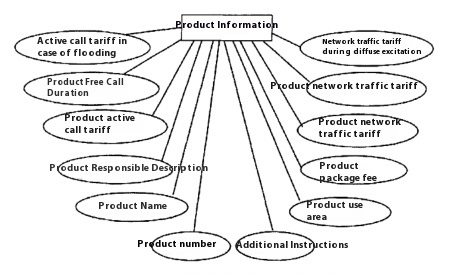 Product Information
Active call tariff in
case of flooding
Network traffic tariff
during diffuse excitation
Product Free Call
Duration
Product network traffic tariff
Product active
call tariff
Product network
traffic tariff
Product Responsible Description
Product
package fee
Product Name
Product use
area
Product number
Additional Instructions